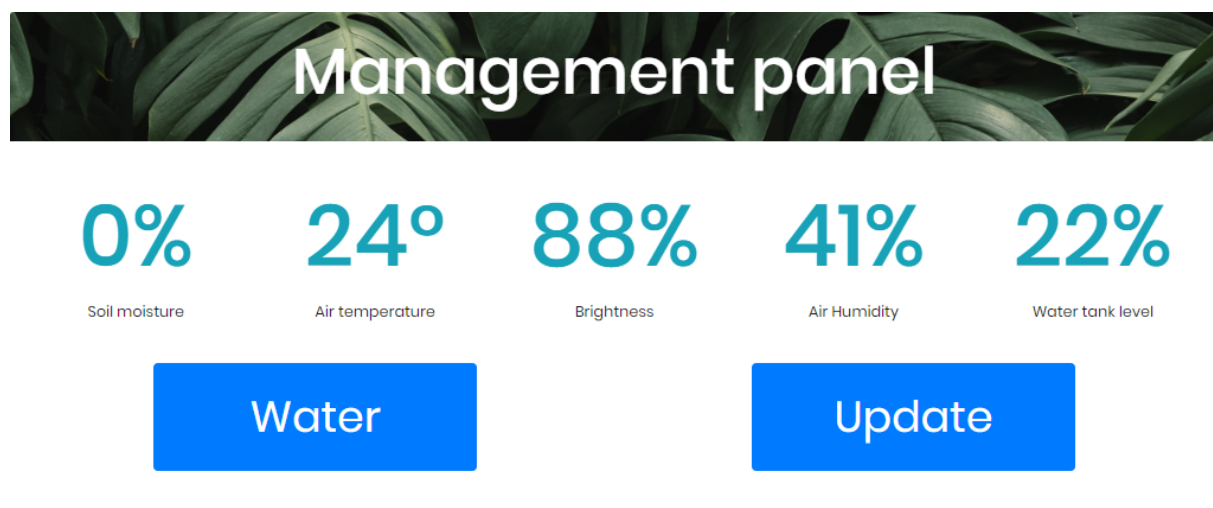 Management panel
0% 24° 88% 41% 22%
Soil moisture Air temperature Brightness Air Humidity Water tank level
Water Update